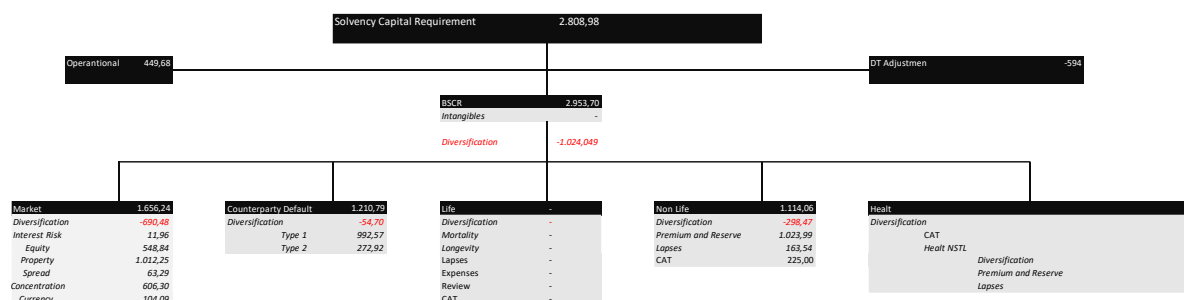 Solvency Capital Requirement 2.808,98
Operantional 449,68
DT Adjustmen -594
BSCR 2.953,70
Intangibles -
Diversification -1.024,049
Market 1.656,24
Diversification -690,48
Interest Risk 11,96
Equity 548,84
Property 1.012,25
Spread 63,29
Concentration 606,30
Currency 104,09
Counterparty Default 1.210,79
Diversification -54,70
Type 1 992,57
Type 2 272,92
Life -
Diversification -
Mortality -
Longevity -
Lapses -
Expenses -
Review -
CAT -
Non Life 1.114,06
Diversification -298,47
Premium and Reserve 1.023,99
Lapses 163,54
CAT 225,00
Healt
Diversification
CAT
Healt NSTL
Diversification
Premium and Reserve
Lapses